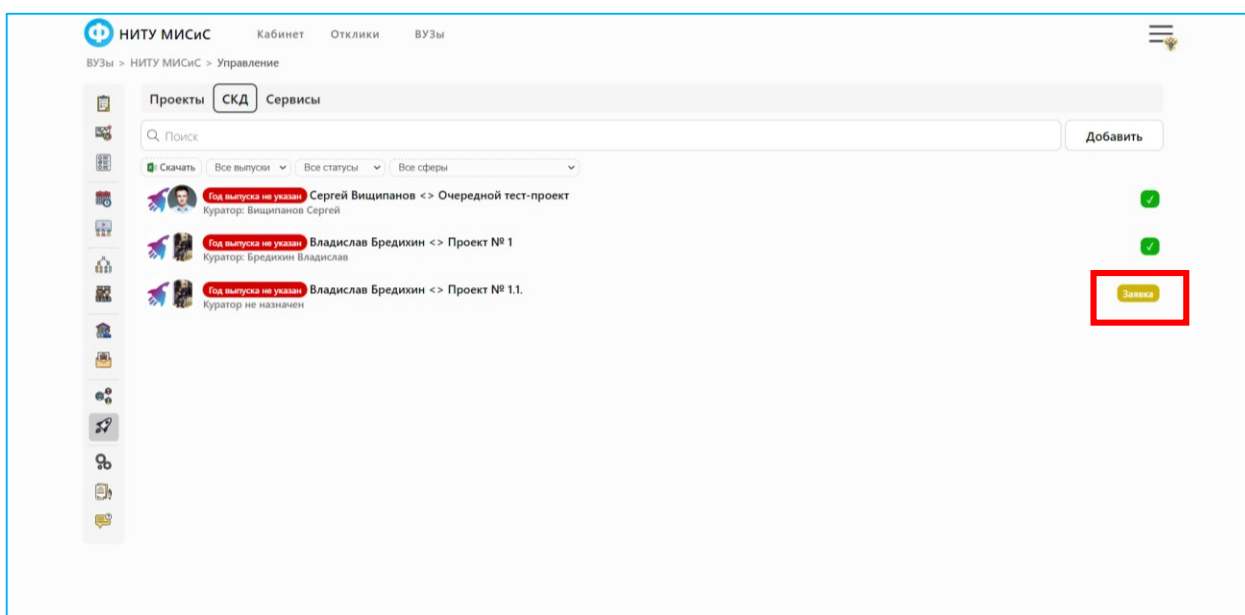 Ф НИТУ МИСиС Кабинет Отклики ВУЗы
ВУЗы > НИТУ МИСиС > Управление
Проекты СКД Сервисы
Поиск Добавить
Скачать Все выпуски Все статусы Все сферы
Год выпуска не указан Сергей Вищипанов <> Очередной тест-проект
Куратор: Вищипанов Сергей
Год выпуска не указан Владислав Бредихин <> Проект № 1
Куратор: Бредихин Владислав
Год выпуска не указан Владислав Бредихин <> Проект № 1.1.
Куратор не назначен
Заявка